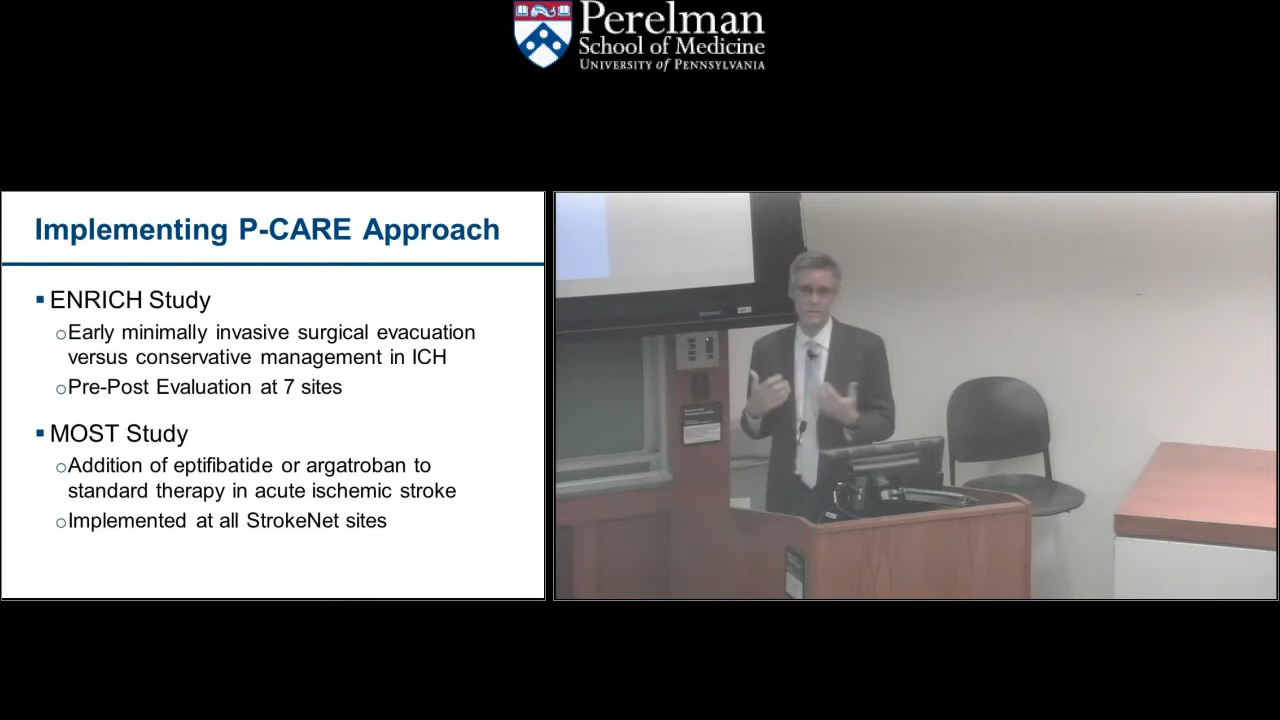 Perelman
School of Medicine
UNIVERSITY of PENNSYLVANIA
Implementing P-CARE Approach
▪ ENRICH Study
○Early minimally invasive surgical evacuation
versus conservative management in ICH
○Pre-Post Evaluation at 7 sites
▪ MOST Study
○Addition of eptifibatide or argatroban to
standard therapy in acute ischemic stroke
○Implemented at all StrokeNet sites